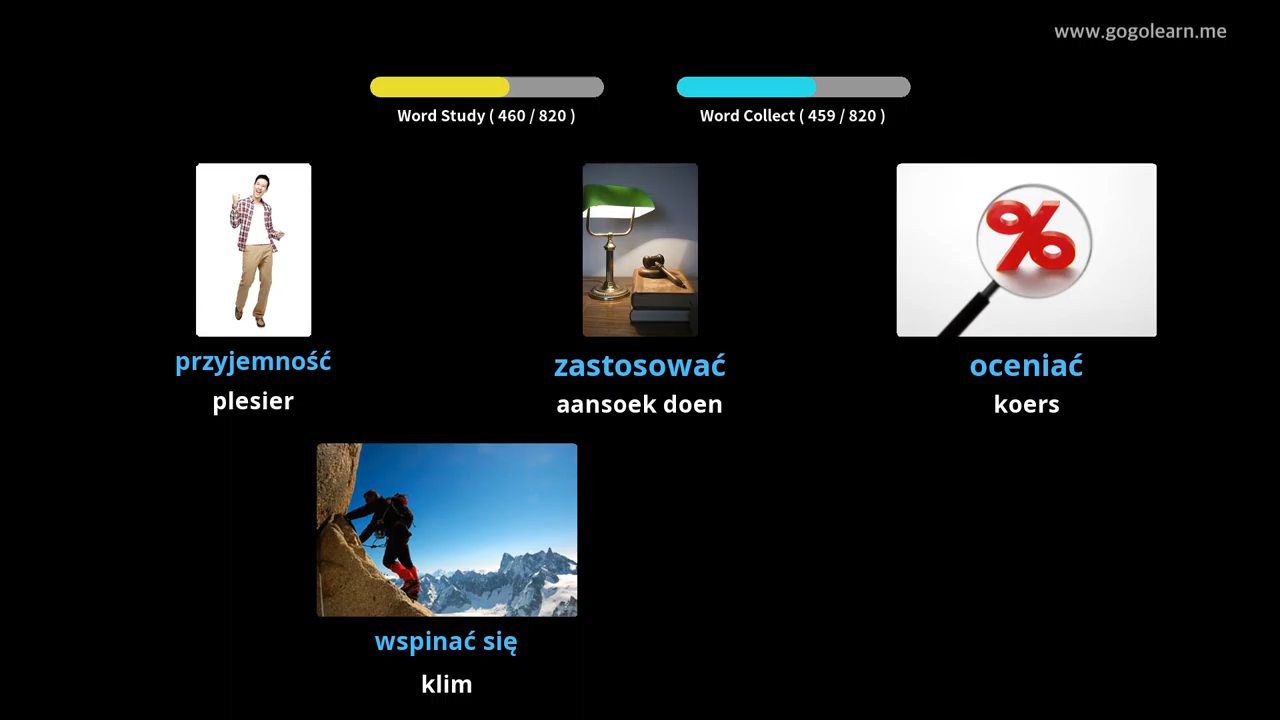 www.gogolearn.me
Word Study ( 460 / 820 )
Word Collect ( 459 / 820 )
%
przyjemność
plesier
zastosować
aansoek doen
oceniać
koers
wspinać się
klim